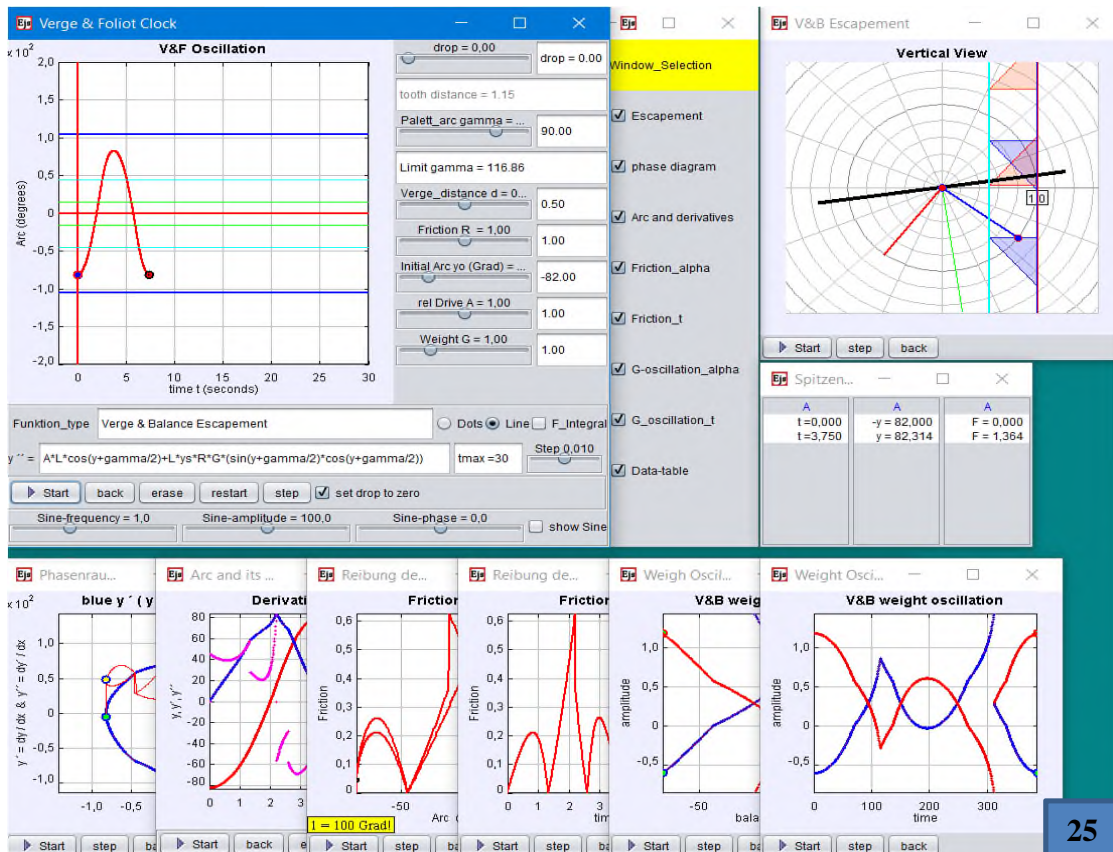 Verge & Foliot Clock
V&F Oscillation
x 10²
2,0
1,5
1,0
0,5
0
-0,5
-1,0
-1,5
-2,0
Arc (degrees)
0 5 10 15 20 25 30
time t (seconds)
drop = 0,00
drop = 0.00
tooth distance = 1.15
Palett_arc gamma = ...
90.00
Limit gamma = 116.86
Verge_distance d = 0...
0.50
Friction R = 1,00
1.00
Initial Arc yo (Grad) = ...
-82.00
rel Drive A = 1,00
1.00
Weight G = 1,00
1.00
Funktion_type Verge & Balance Escapement Dots Line F_Integral
y ´´ = A*L*cos(y+gamma/2)+L*ys*R*G*(sin(y+gamma/2)*cos(y+gamma/2)) tmax =30 Step 0,010
Start back erase restart step set drop to zero
Sine-frequency = 1,0 Sine-amplitude = 100,0 Sine-phase = 0,0 show Sine
Window_Selection
Escapement
phase diagram
Arc and derivatives
Friction_alpha
Friction_t
G-oscillation_alpha
G_oscillation_t
Data-table
V&B Escapement
Vertical View
1,0
Start step back
Spitzen...
A A A
t =0,000 -y = 82,000 F = 0,000
t =3,750 y = 82,314 F = 1,364
Phasenrau...
x 10²
blue y ´ ( y
1,0
0,5
0
-0,5
-1,0
y ´ = dy / dx & y ´´ = dy´ / dx
-1,0 -0,5
Start step ba
Arc and its ...
Derivati
80
60
40
20
0
-20
-40
-60
-80
y, y´, y´´
0 1 2 3
Start back e
Reibung de...
Friction
0,6
0,5
0,4
0,3
0,2
0,1
0
Friction
-50
Arc (
1 = 100 Grad!
Start step ba
Reibung de...
Friction
0,6
0,5
0,4
0,3
0,2
0,1
0
Friction
0 1 2 3
tim
Start step ba
Weigh Oscil...
V&B weig
1,0
0,5
0
-0,5
amplitude
-50
bala
Start step ba
Weight Osci...
V&B weight oscillation
1,0
0,5
0
-0,5
amplitude
0 100 200 300
time
Start step back
25